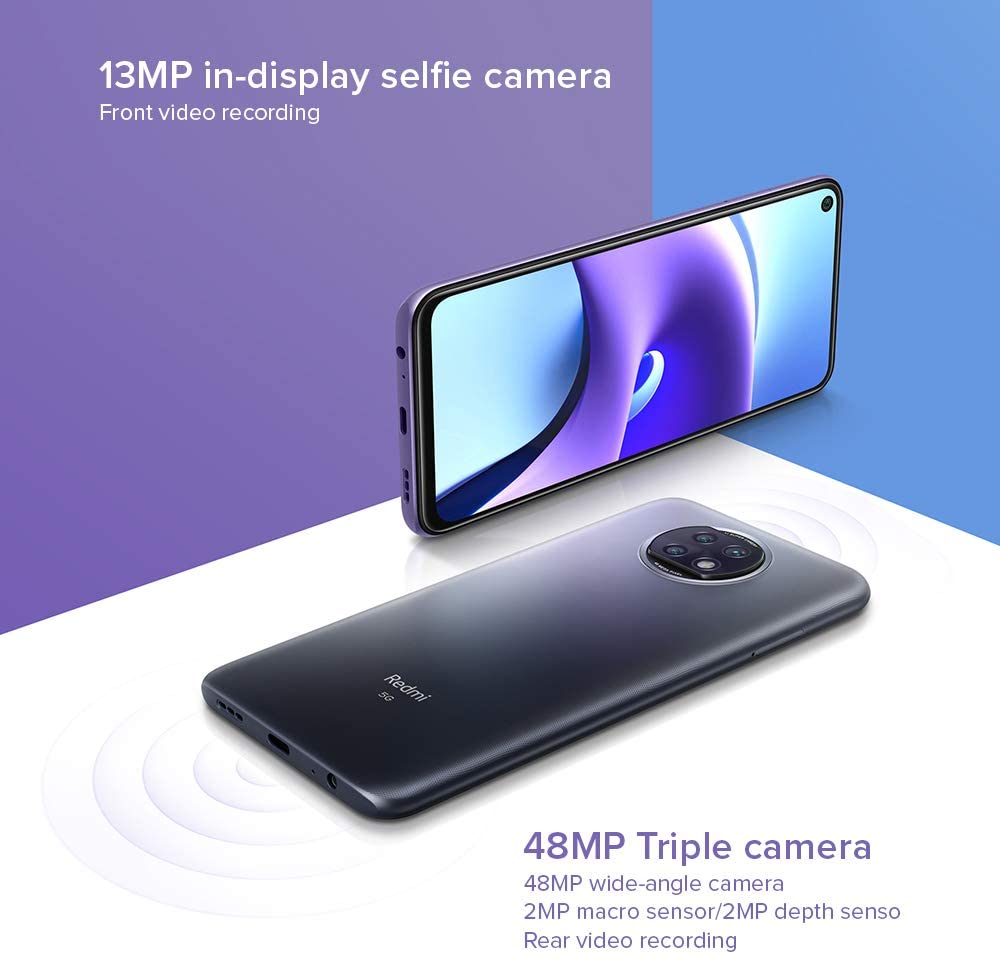 13MP in-display selfie camera
Front video recording
Redmi
5G
48MP Triple camera
48MP wide-angle camera
2MP macro sensor/2MP depth senso
Rear video recording